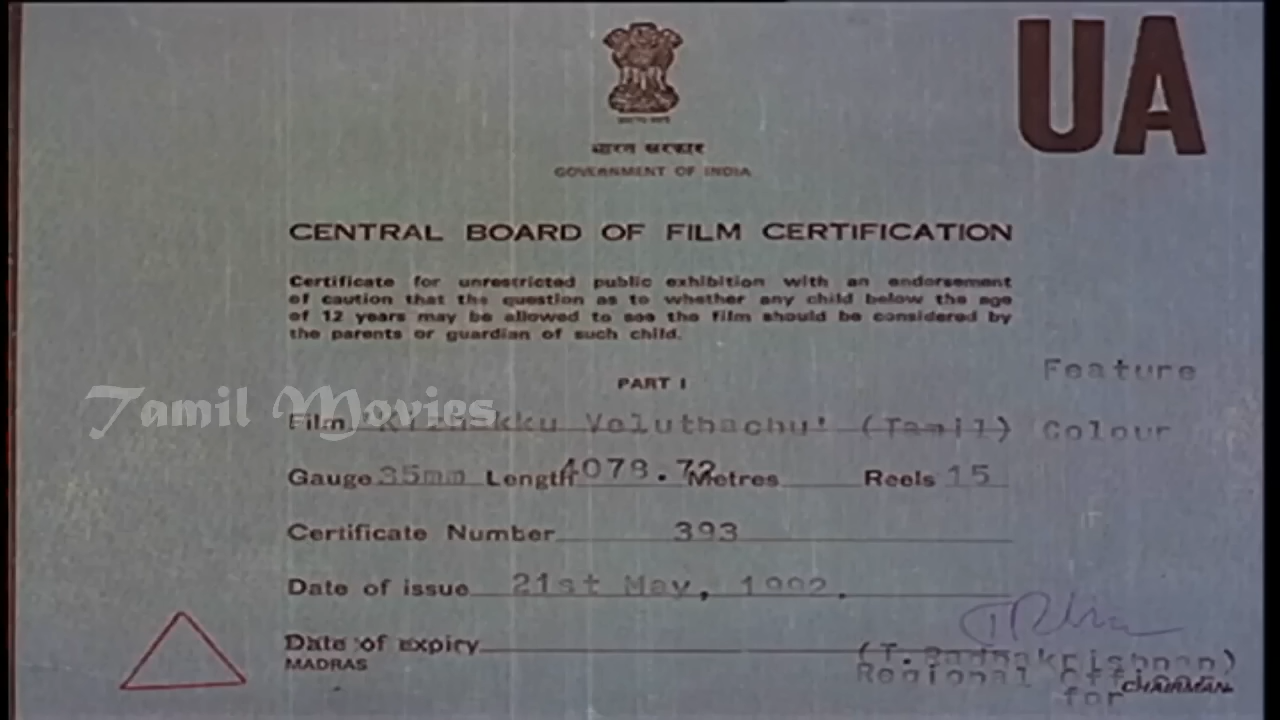 UA
भारत सरकार
GOVERNMENT OF INDIA
CENTRAL BOARD OF FILM CERTIFICATION
Certificate for unrestricted public exhibition with an endorsement
of caution that the question as to whether any child below the age
of 12 years may be allowed to see the film should be considered by
the parents or guardian of such child.
PART I
Feature
Tamil Movies
Film Veluthachu' (Tamil) Colour
Gauge 35mm Length 4078.72 Metres Reels 15
Certificate Number 393
Date of issue 21st May, 1992.
Date of expiry
MADRAS
(T. Radhakrishnan)
Regional
for CHAIRMAN